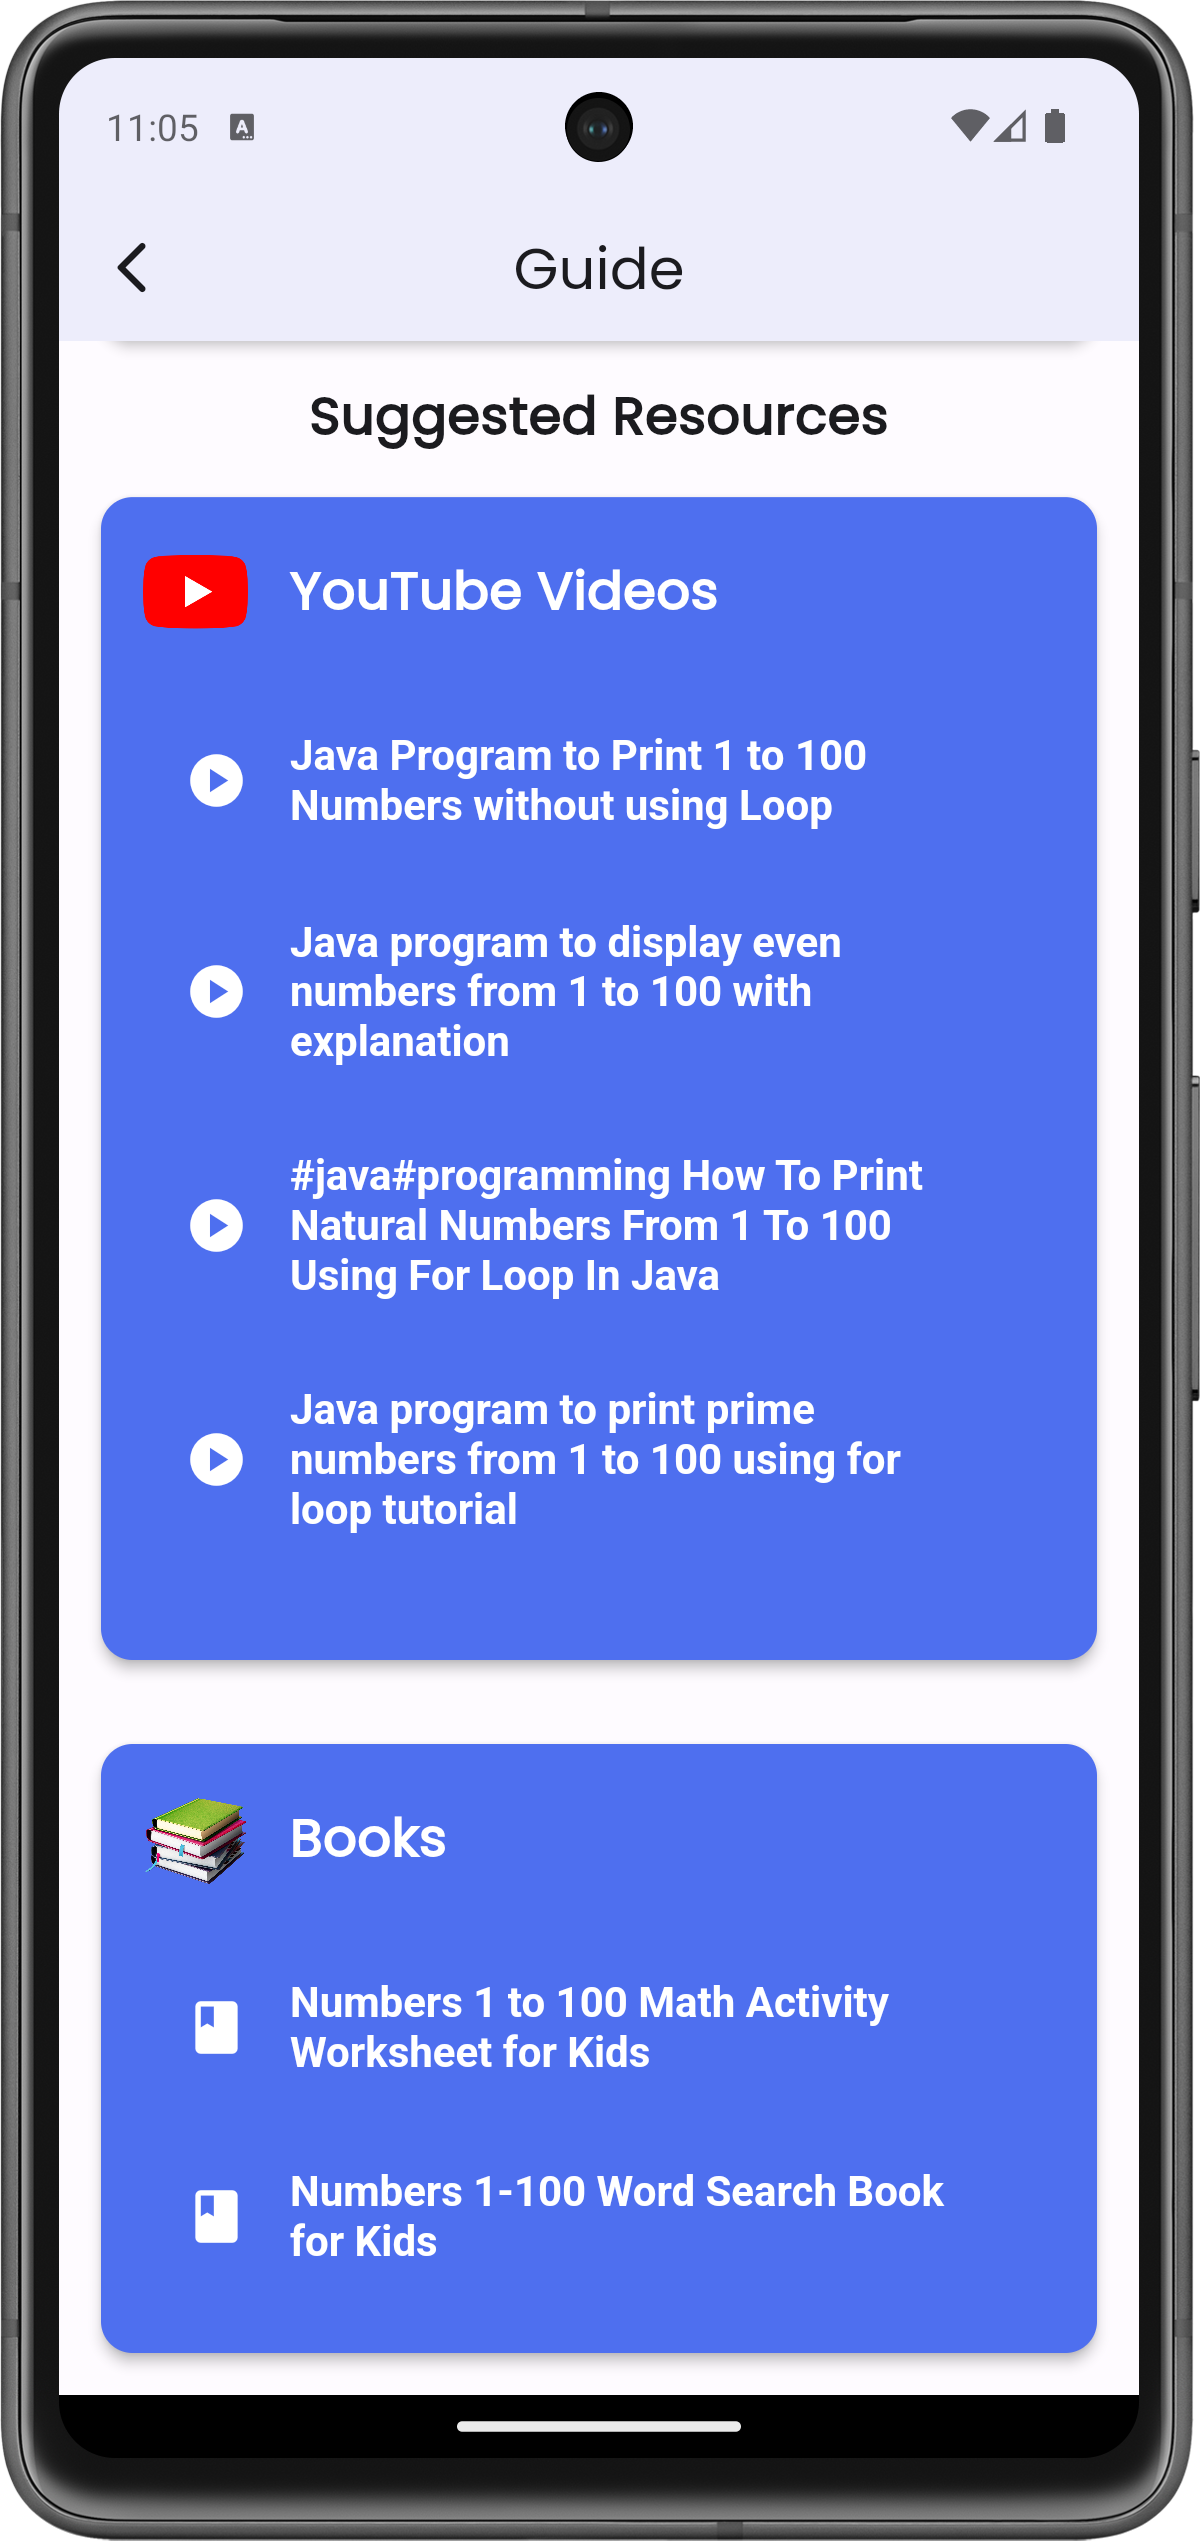 11:05
Guide
Suggested Resources
YouTube Videos
Java Program to Print 1 to 100
Numbers without using Loop
Java program to display even
numbers from 1 to 100 with
explanation
#java#programming How To Print
Natural Numbers From 1 To 100
Using For Loop In Java
Java program to print prime
numbers from 1 to 100 using for
loop tutorial
Books
Numbers 1 to 100 Math Activity
Worksheet for Kids
Numbers 1-100 Word Search Book
for Kids